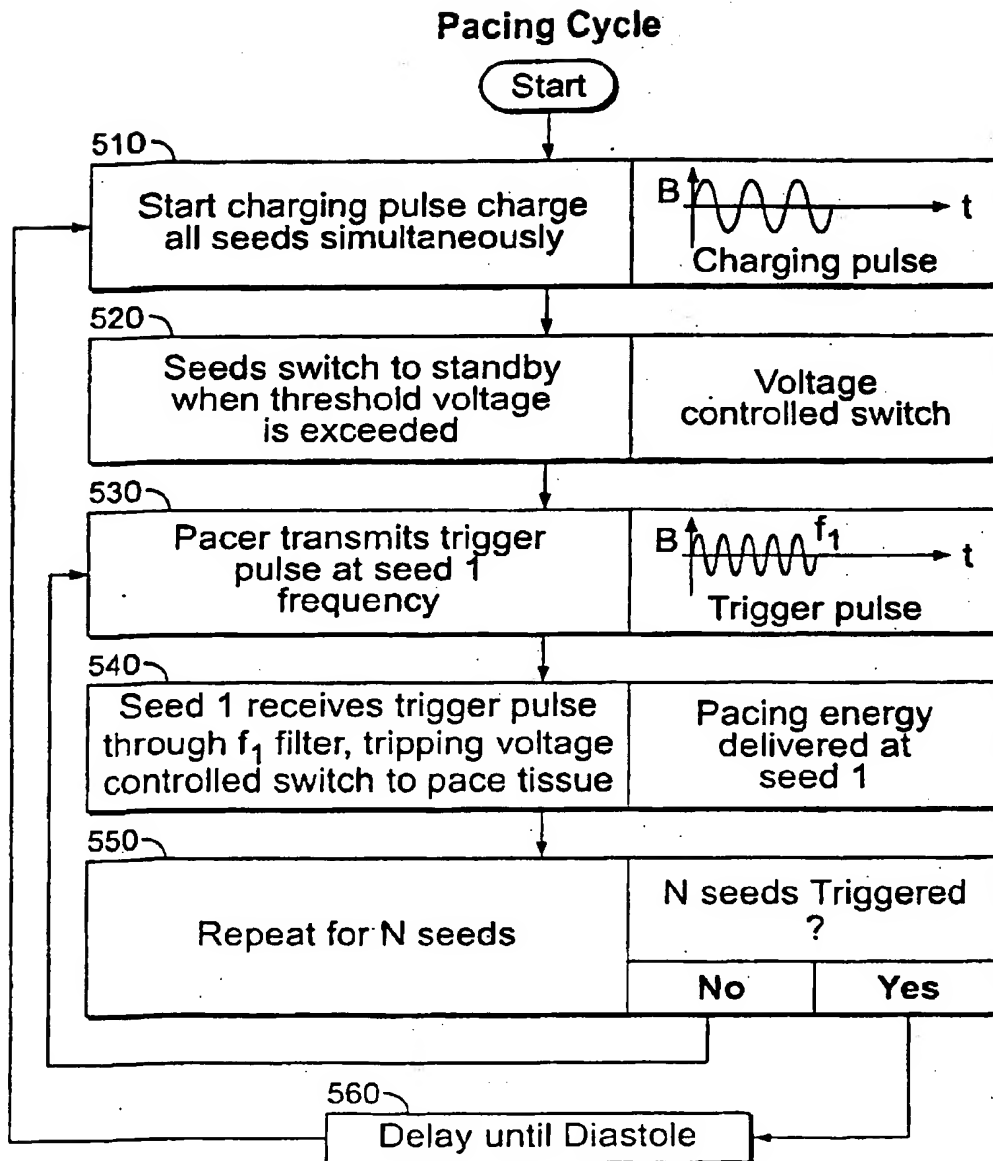 Pacing Cycle
Start
510
Start charging pulse charge
all seeds simultaneously
B
t
Charging pulse
520
Seeds switch to standby
when threshold voltage
is exceeded
Voltage
controlled switch
530
Pacer transmits trigger
pulse at seed 1
frequency
B
f1
t
Trigger pulse
540
Seed 1 receives trigger pulse
through f1 filter, tripping voltage
controlled switch to pace tissue
Pacing energy
delivered at
seed 1
550
Repeat for N seeds
N seeds Triggered
?
No
Yes
560
Delay until Diastole